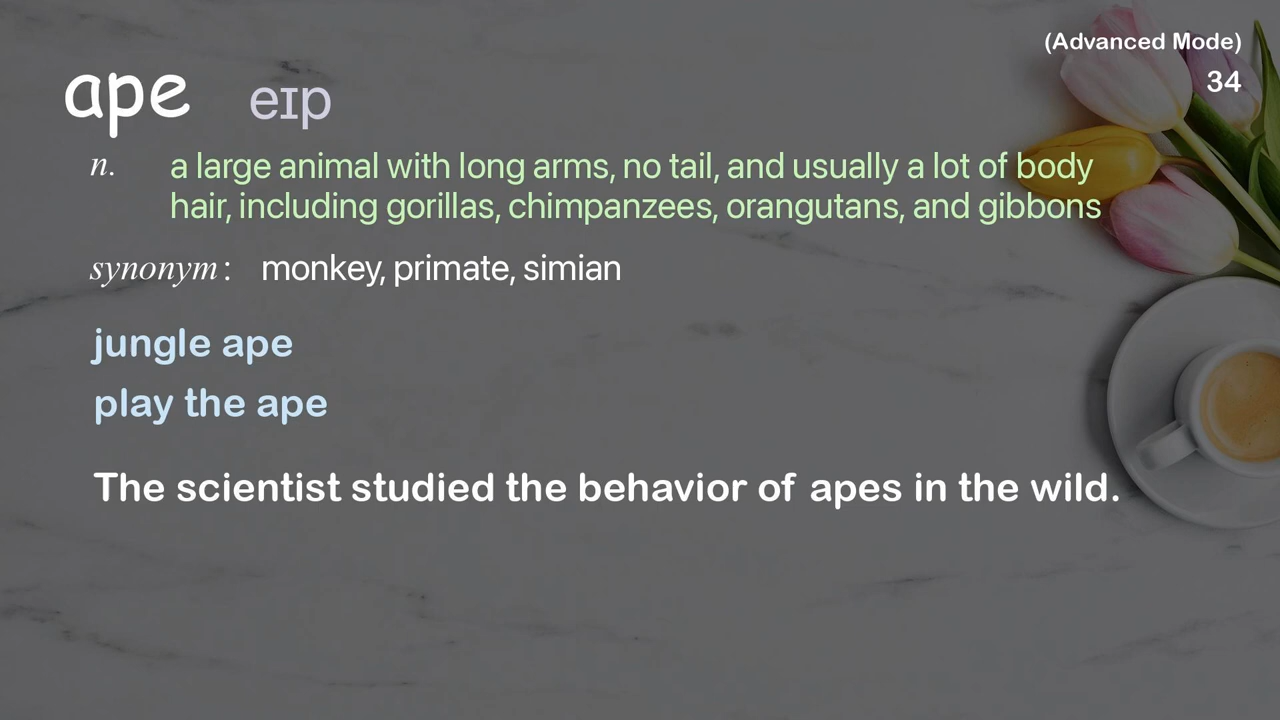 (Advanced Mode)
34
ape eɪp
n. a large animal with long arms, no tail, and usually a lot of body
hair, including gorillas, chimpanzees, orangutans, and gibbons
synonym: monkey, primate, simian
jungle ape
play the ape
The scientist studied the behavior of apes in the wild.